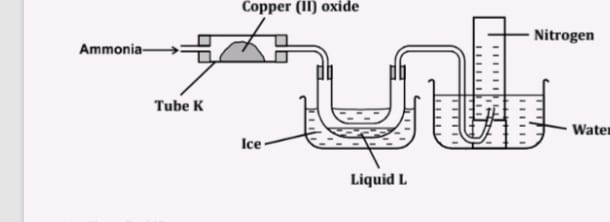 Copper (II) oxide
Nitrogen
Ammonia
Tube K
Water
Ice
Liquid L